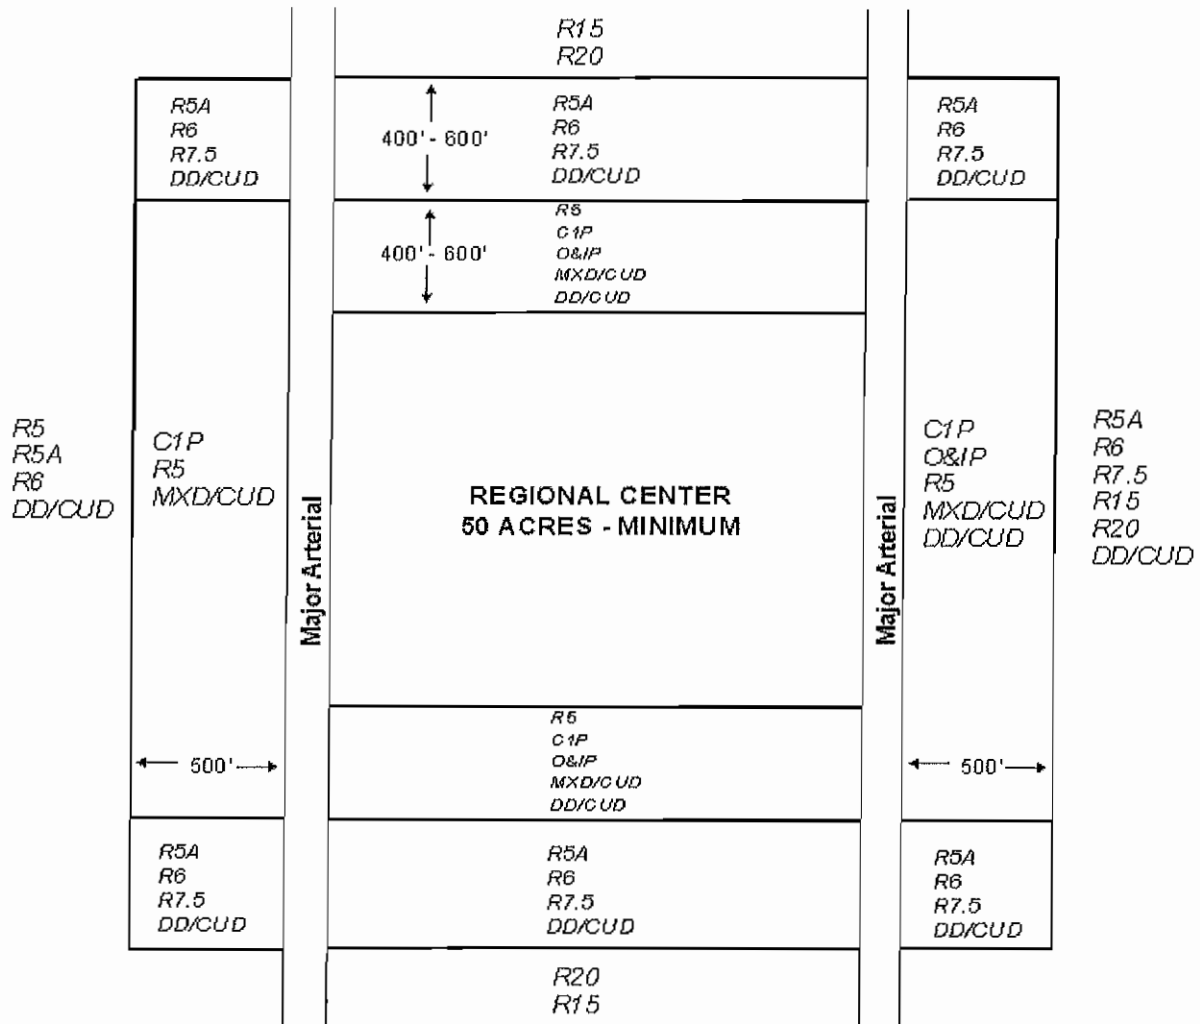 R15
R20
R5A
R6
R7.5
DD/CUD
400' - 600'
R5A
R6
R7.5
DD/CUD
R5A
R6
R7.5
DD/CUD
400' - 600'
R5
C1P
O&IP
MXD/CUD
DD/CUD
R5
R5A
R6
DD/CUD
C1P
R5
MXD/CUD
Major Arterial
REGIONAL CENTER
50 ACRES - MINIMUM
Major Arterial
C1P
O&IP
R5
MXD/CUD
DD/CUD
R5A
R6
R7.5
R15
R20
DD/CUD
500'
R5
C1P
O&IP
MXD/CUD
DD/CUD
500'
R5A
R6
R7.5
DD/CUD
R5A
R6
R7.5
DD/CUD
R5A
R6
R7.5
DD/CUD
R20
R15